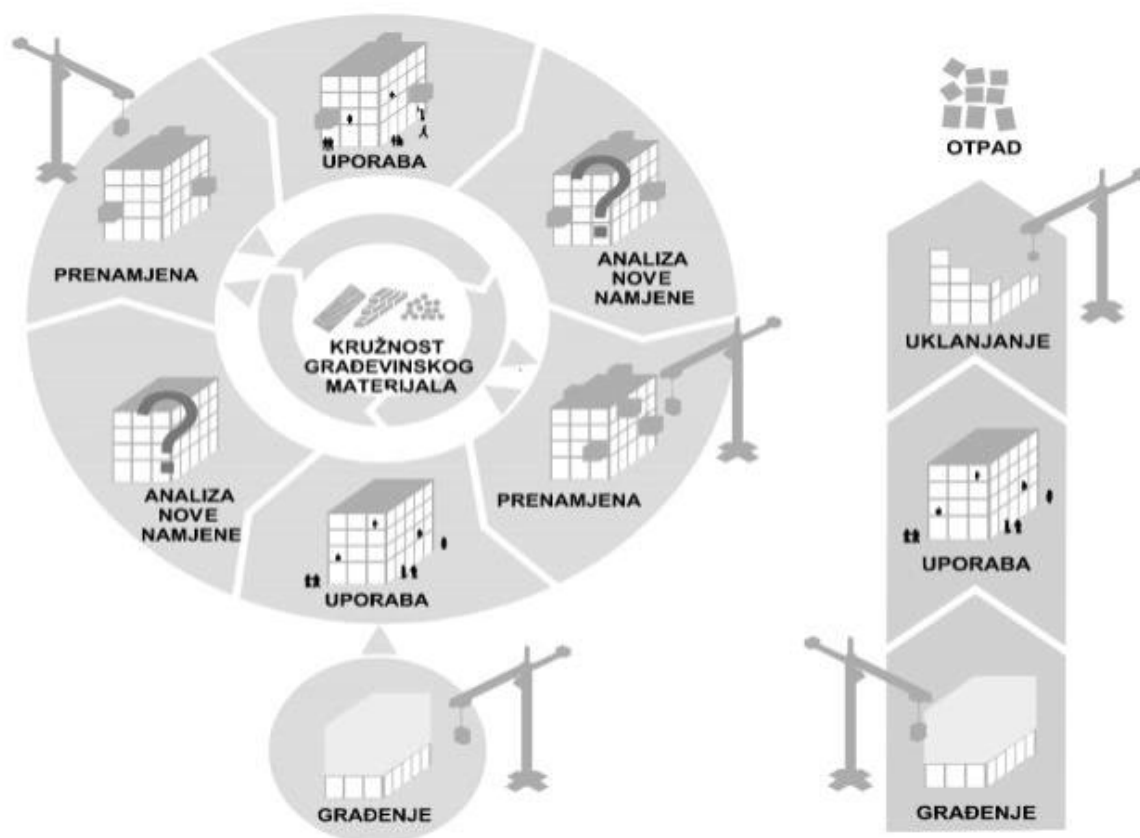 UPORABA
PRENAMJENA
ANALIZA
NOVE
NAMJENE
KRUŽNOST
GRAĐEVINSKOG
MATERIJALA
ANALIZA
NOVE
NAMJENE
PRENAMJENA
UPORABA
GRAĐENJE
OTPAD
UKLANJANJE
UPORABA
GRAĐENJE